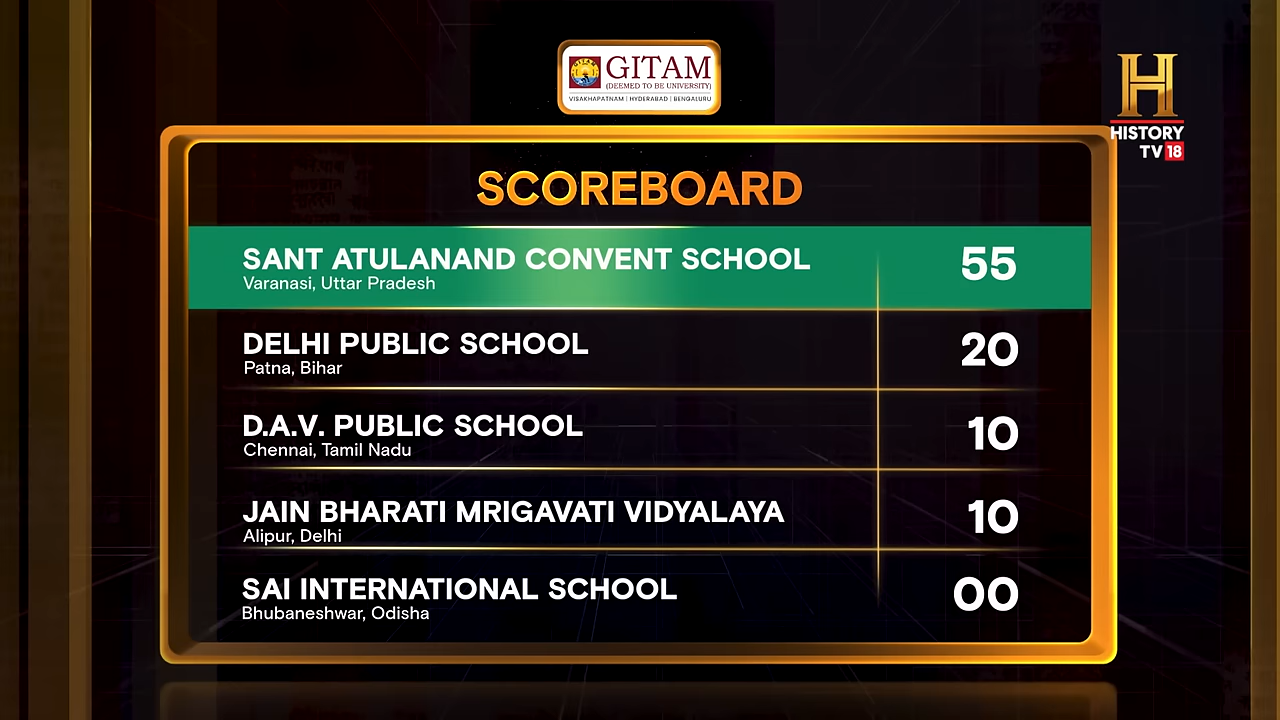 GITAM
(DEEMED TO BE UNIVERSITY)
VISAKHAPATNAM | HYDERABAD | BENGALURU
H
HISTORY
TV 18
SCOREBOARD
SANT ATULANAND CONVENT SCHOOL 55
Varanasi, Uttar Pradesh
DELHI PUBLIC SCHOOL 20
Patna, Bihar
D.A.V. PUBLIC SCHOOL 10
Chennai, Tamil Nadu
JAIN BHARATI MRIGAVATI VIDYALAYA 10
Alipur, Delhi
SAI INTERNATIONAL SCHOOL 00
Bhubaneshwar, Odisha